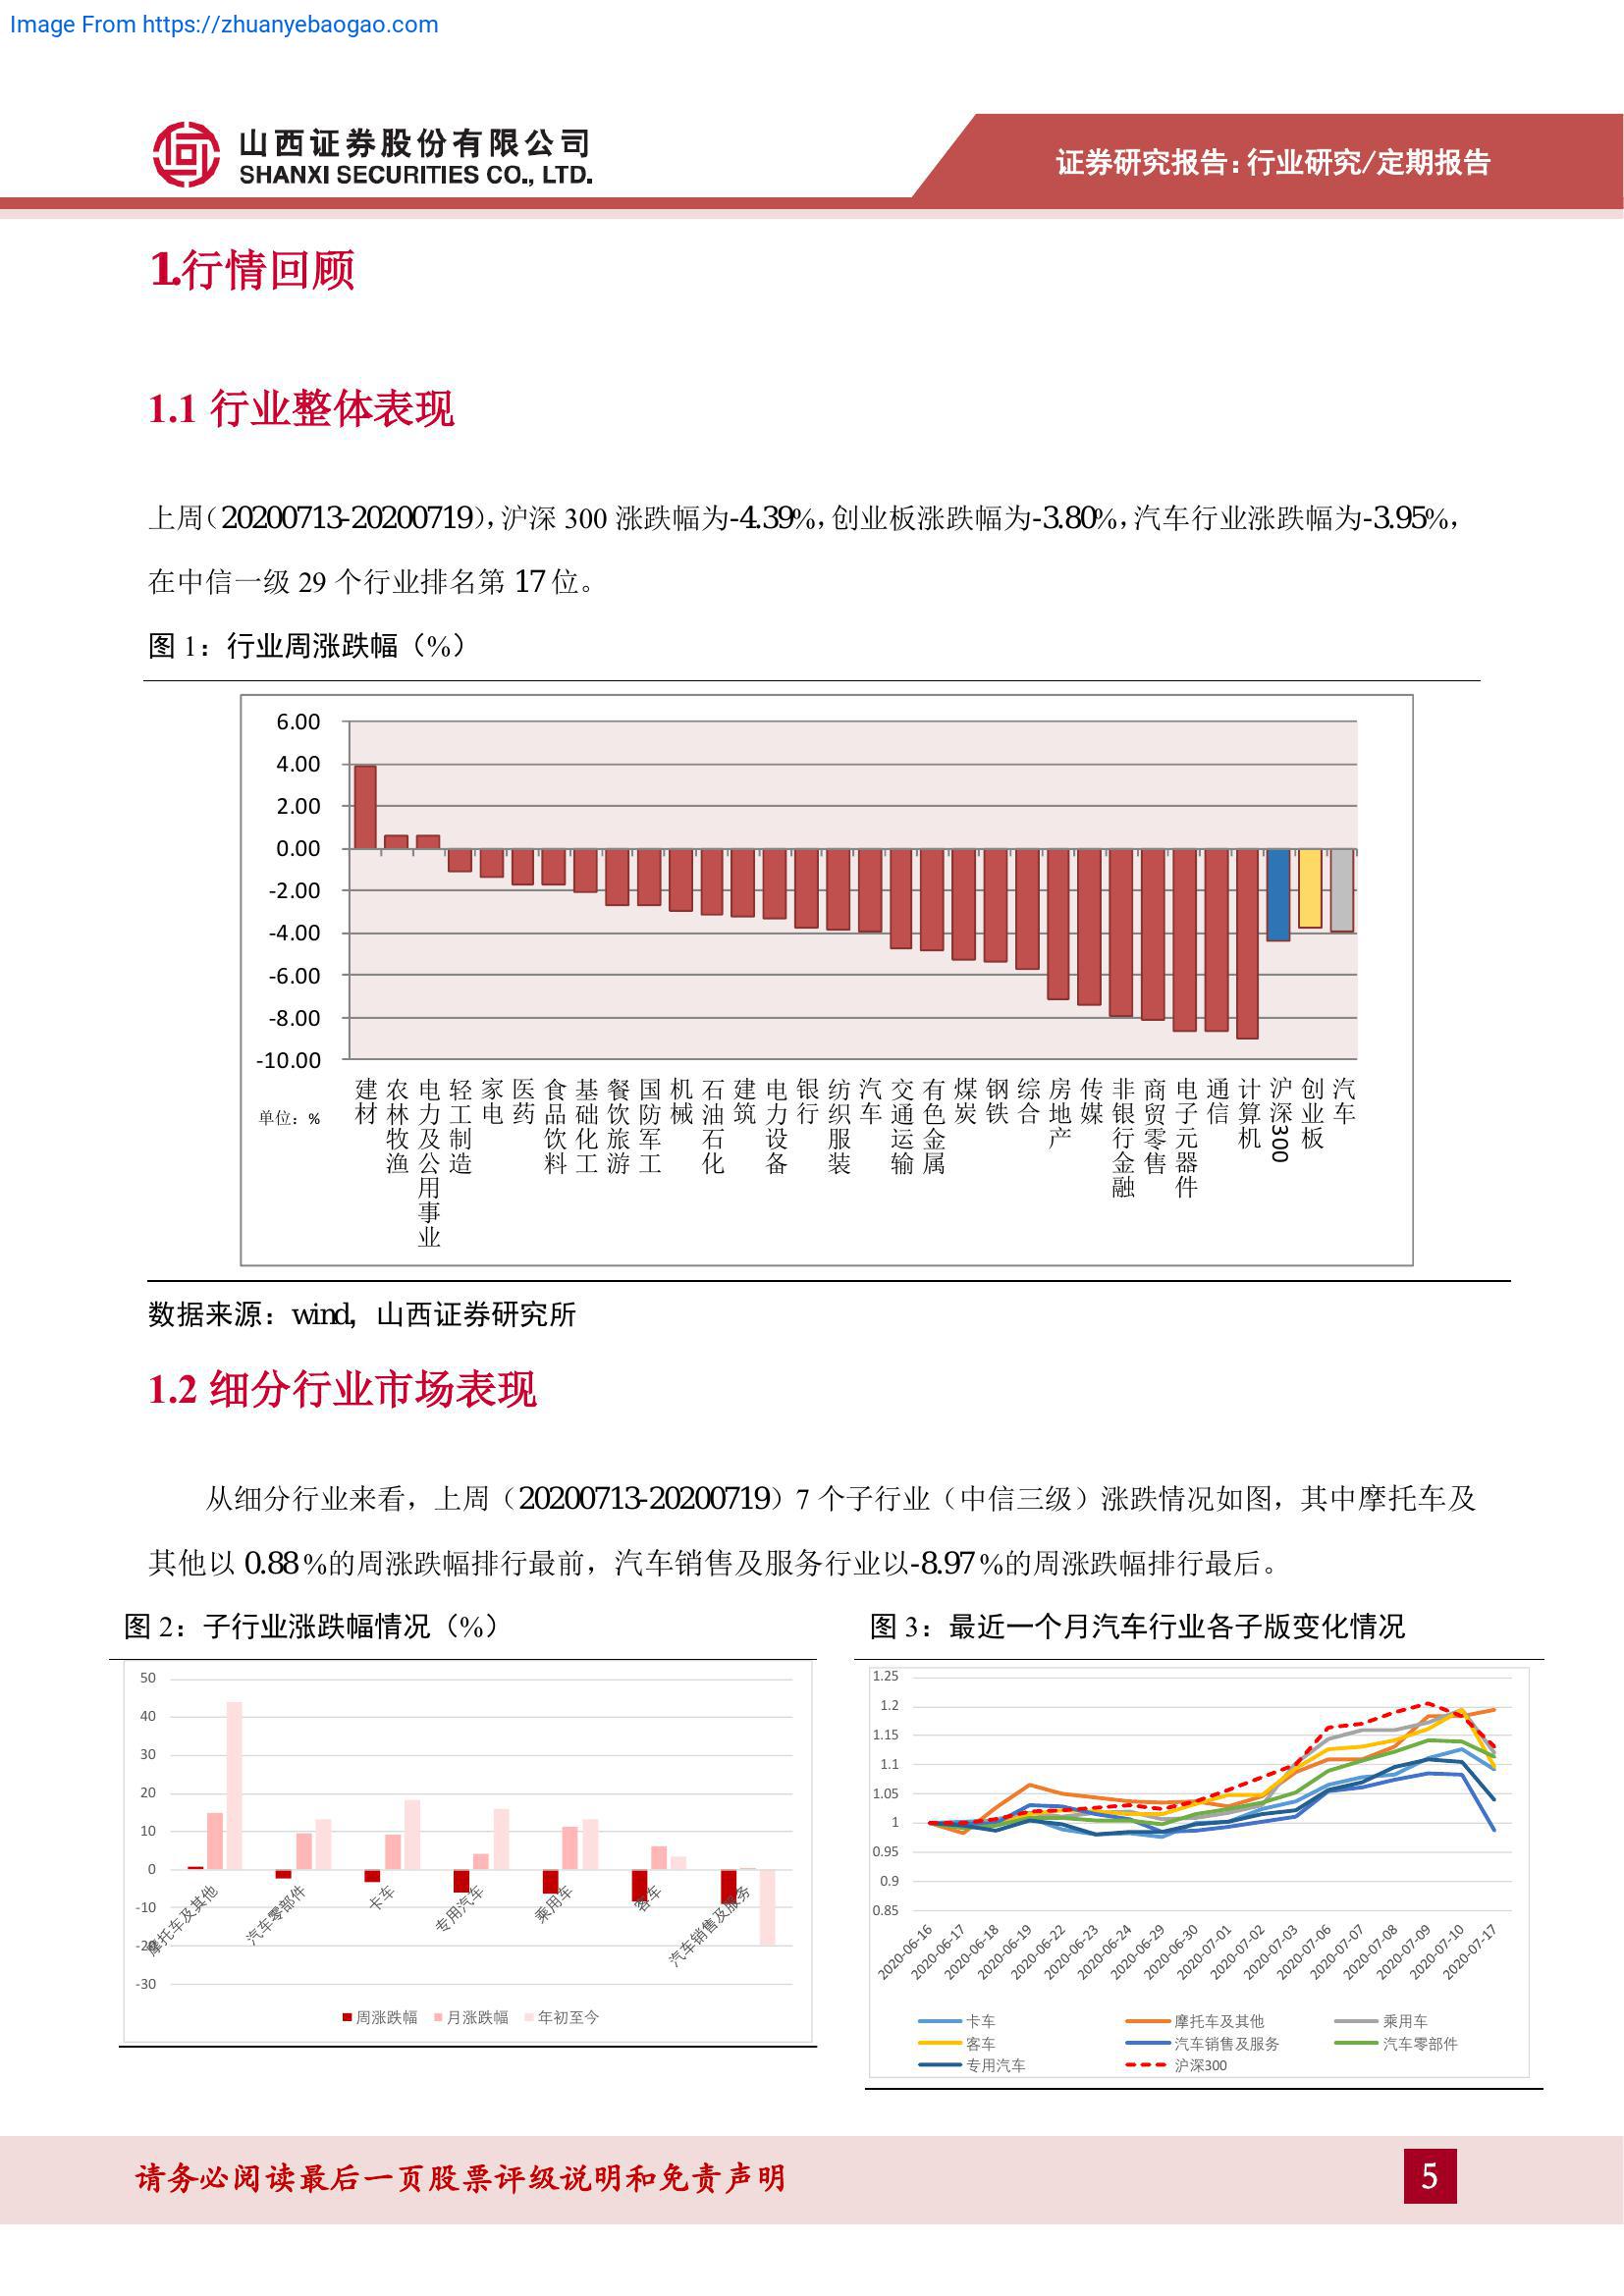 Image From https://zhuanyebaogao.com
山西证券股份有限公司
SHANXI SECURITIES CO., LTD.
证券研究报告:行业研究/定期报告
1.行情回顾
1.1 行业整体表现
上周（20200713-20200719），沪深 300 涨跌幅为-4.39%，创业板涨跌幅为-3.80%，汽车行业涨跌幅为-3.95%，
在中信一级 29 个行业排名第 17 位。
图 1：行业周涨跌幅（%）
6.00
4.00
2.00
0.00
-2.00
-4.00
-6.00
-8.00
-10.00
单位：%
建材
农林牧渔
电力及公用事业
轻工制造
家电
医药
食品饮料
基础化工
餐饮旅游
国防军工
机械
石油石化
建筑
电力设备
银行
纺织服装
汽车
交通运输
有色金属
煤炭
钢铁
综合
房地产
传媒
非银行金融
商贸零售
电子元器件
通信
计算机
沪深300
创业板
汽车
数据来源：wind，山西证券研究所
1.2 细分行业市场表现
从细分行业来看，上周（20200713-20200719）7 个子行业（中信三级）涨跌情况如图，其中摩托车及
其他以 0.88 %的周涨跌幅排行最前，汽车销售及服务行业以-8.97 %的周涨跌幅排行最后。
图 2：子行业涨跌幅情况（%）
50
40
30
20
10
0
-10
-20
-30
摩托车及其他
汽车零部件
卡车
专用汽车
乘用车
客车
汽车销售及服务
周涨跌幅 月涨跌幅 年初至今
图 3：最近一个月汽车行业各子版变化情况
1.25
1.2
1.15
1.1
1.05
1
0.95
0.9
0.85
2020-06-16
2020-06-17
2020-06-18
2020-06-19
2020-06-22
2020-06-23
2020-06-24
2020-06-29
2020-06-30
2020-07-01
2020-07-02
2020-07-03
2020-07-06
2020-07-07
2020-07-08
2020-07-09
2020-07-10
2020-07-17
卡车 摩托车及其他 乘用车
客车 汽车销售及服务 汽车零部件
专用汽车 沪深300
请务必阅读最后一页股票评级说明和免责声明
5